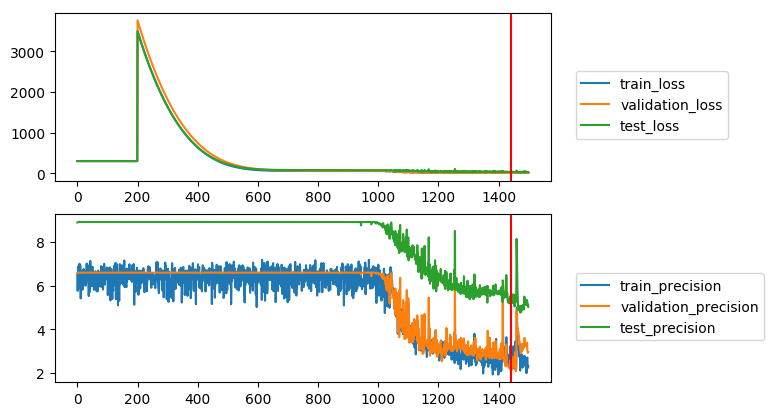 3000
2000
1000
0
0 200 400 600 800 1000 1200 1400
train_loss
validation_loss
test_loss
8
6
4
2
0 200 400 600 800 1000 1200 1400
train_precision
validation_precision
test_precision